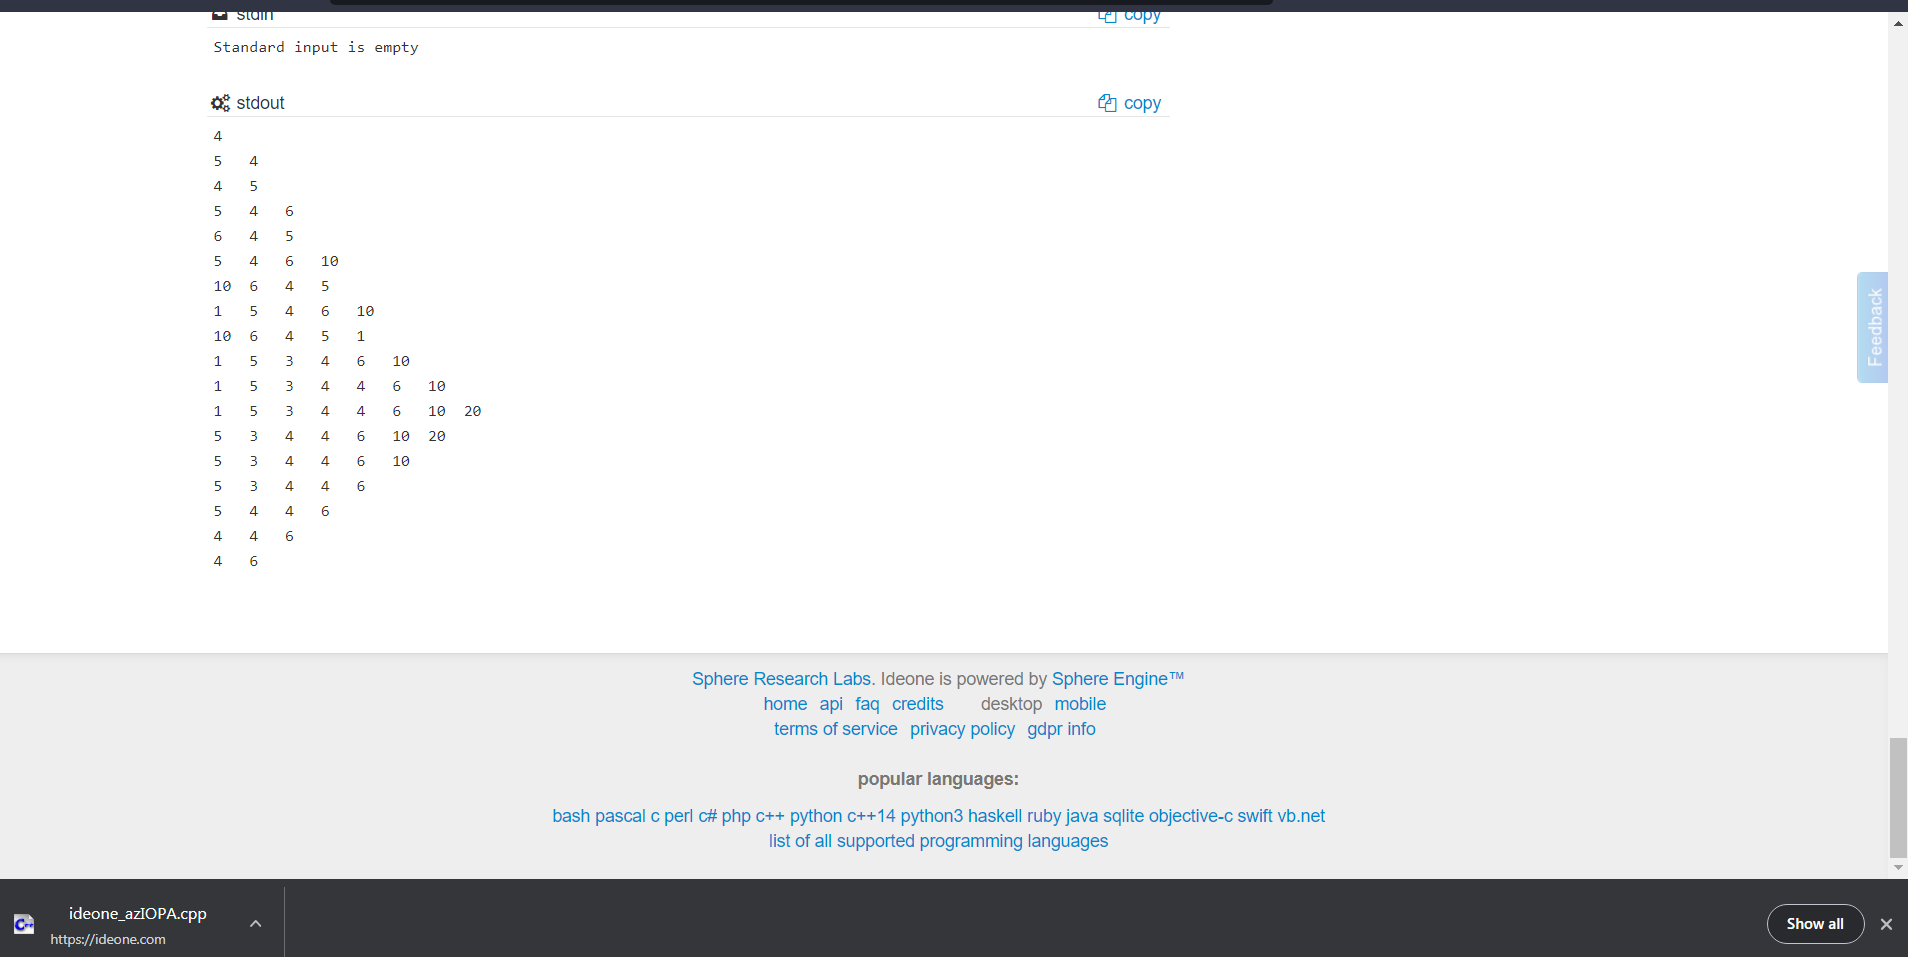 stdin copy
Standard input is empty
stdout copy
4
5 4
4 5
5 4 6
6 4 5
5 4 6 10
10 6 4 5
1 5 4 6 10
10 6 4 5 1
1 5 3 4 6 10
1 5 3 4 4 6 10
1 5 3 4 4 6 10 20
5 3 4 4 6 10 20
5 3 4 4 6 10
5 3 4 4 6
5 4 4 6
4 4 6
4 6
Feedback
Sphere Research Labs. Ideone is powered by Sphere Engine™
home api faq credits desktop mobile
terms of service privacy policy gdpr info
popular languages:
bash pascal c perl c# php c++ python c++14 python3 haskell ruby java sqlite objective-c swift vb.net
list of all supported programming languages
ideone_azIOPA.cpp
https://ideone.com
Show all